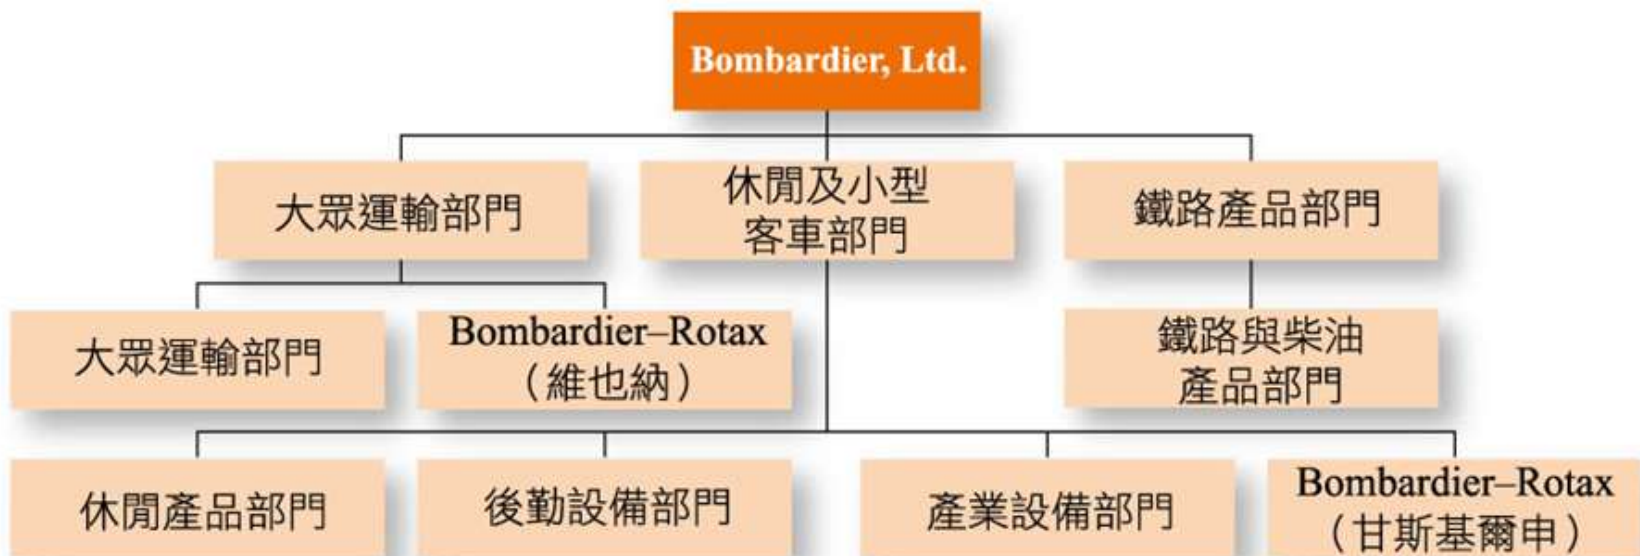 Bombardier, Ltd.
大眾運輸部門
休閒及小型
客車部門
鐵路產品部門
大眾運輸部門
Bombardier–Rotax
（維也納）
鐵路與柴油
產品部門
休閒產品部門
後勤設備部門
產業設備部門
Bombardier–Rotax
（甘斯基爾申）